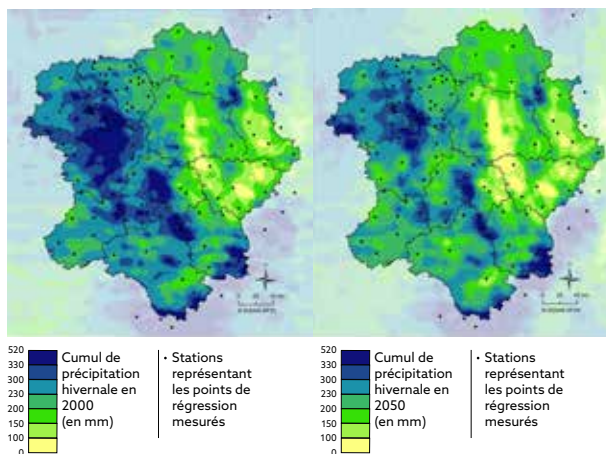 520
330
300
230
200
150
100
0
Cumul de
précipitation
hivernale en
2000
(en mm)
· Stations
représentant
les points de
régression
mesurés
520
330
300
230
200
150
100
0
Cumul de
précipitation
hivernale en
2050
(en mm)
· Stations
représentant
les points de
régression
mesurés